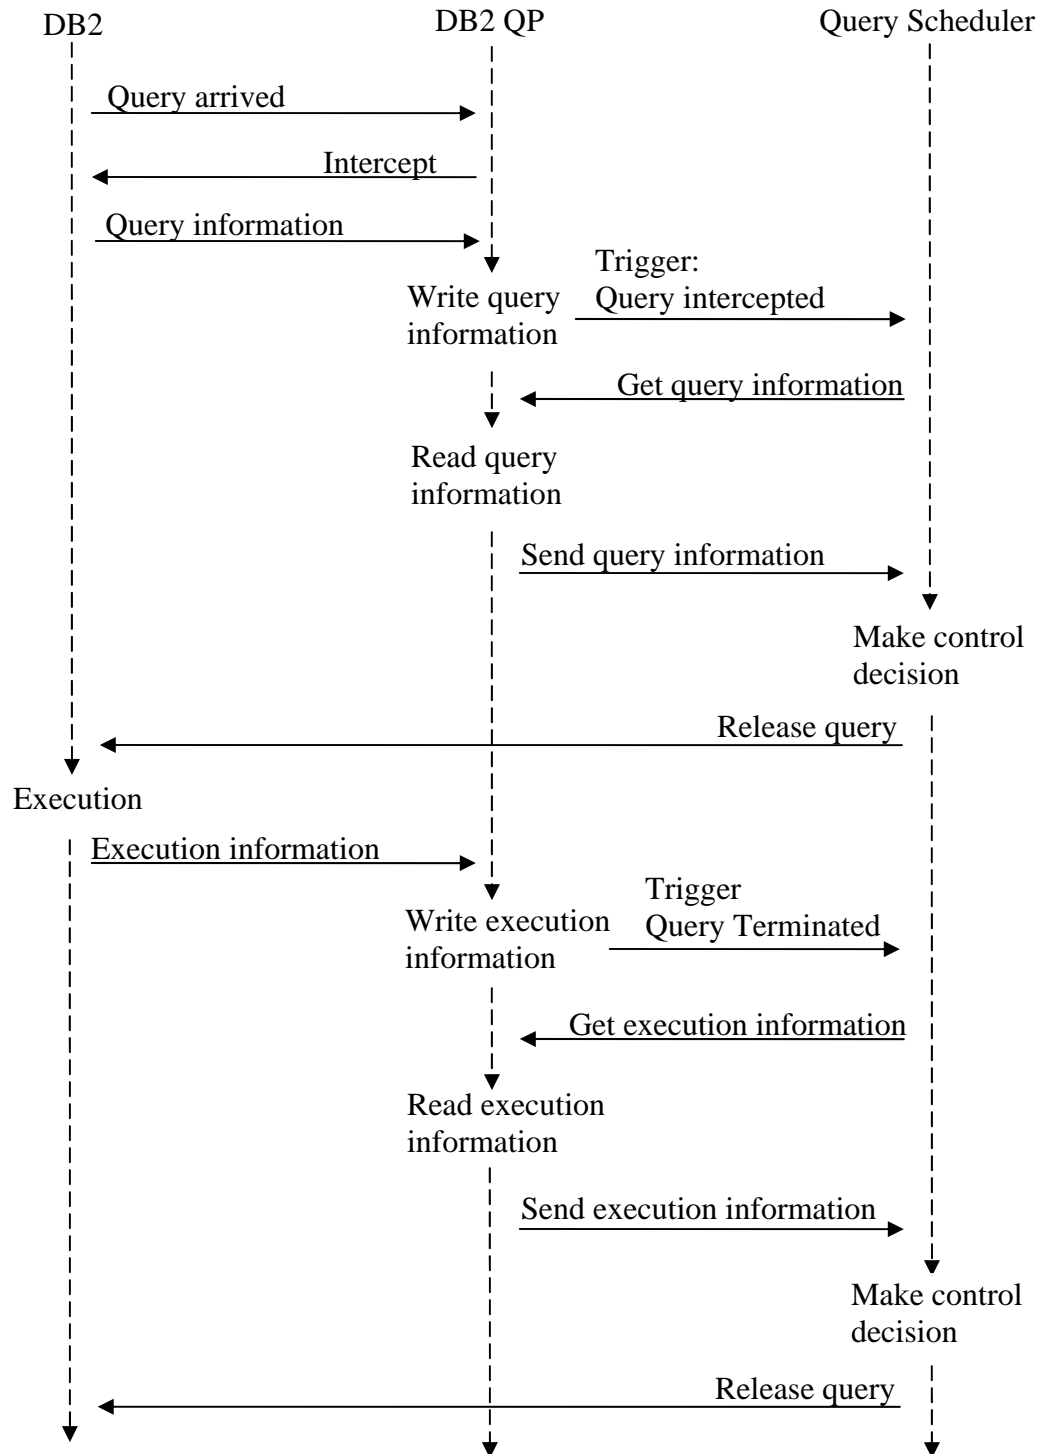 DB2
DB2 QP
Query Scheduler
Query arrived
Intercept
Query information
Trigger:
Query intercepted
Write query
information
Get query information
Read query
information
Send query information
Make control
decision
Release query
Execution
Execution information
Trigger
Query Terminated
Write execution
information
Get execution information
Read execution
information
Send execution information
Make control
decision
Release query